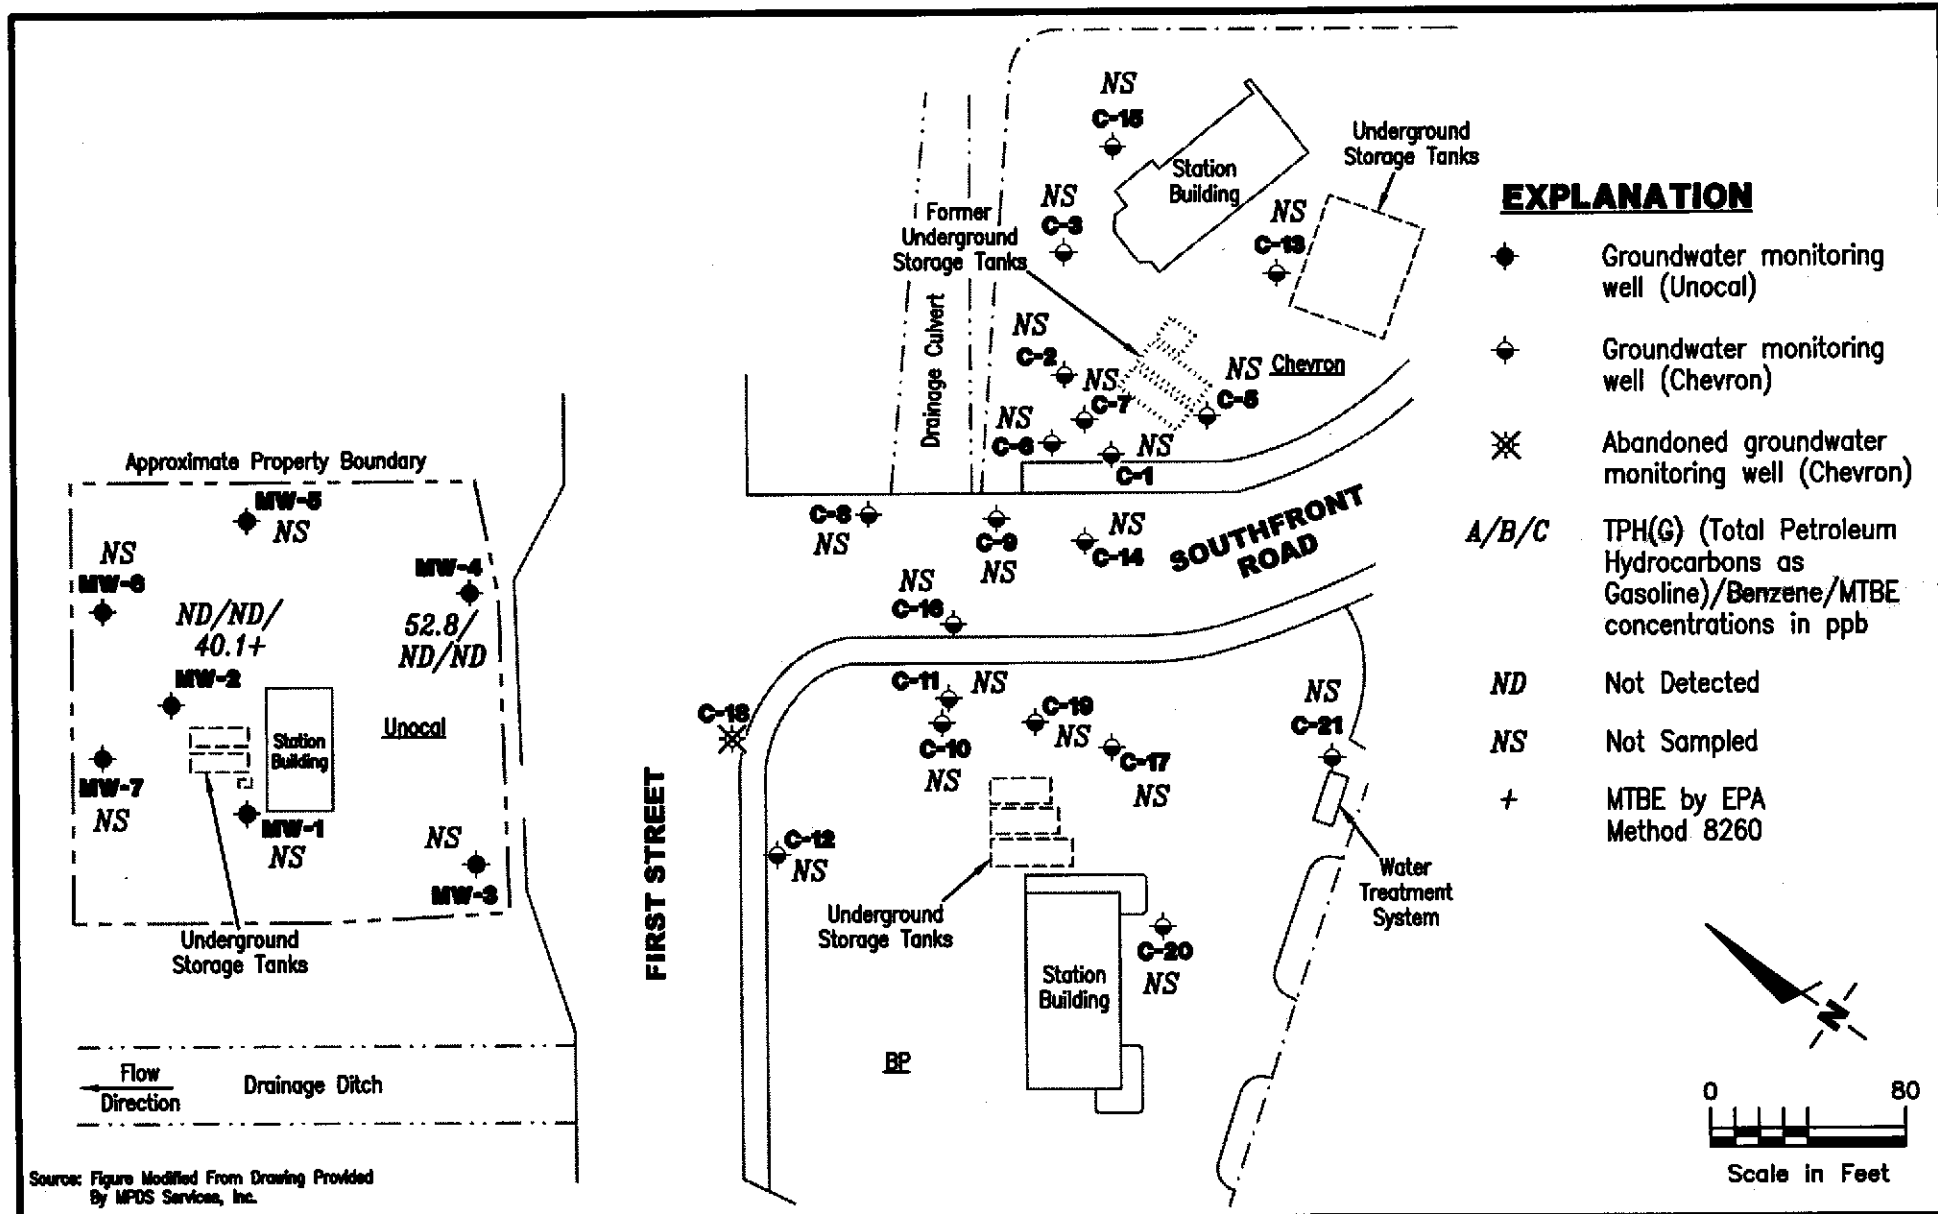 NS
C-15
Station
Building
Underground
Storage Tanks
NS
C-3
Former
Underground
Storage Tanks
NS
C-13
Drainage Culvert
NS
C-2
NS
C-7
NS
C-5
Chevron
NS
C-6
NS
C-1
C-8
NS
C-9
NS
NS
C-14
SOUTHFRONT
ROAD
NS
C-16
Approximate Property Boundary
MW-5
NS
NS
MW-6
MW-4
52.8/
ND/ND
ND/ND/
40.1+
MW-2
Station
Building
Unocal
MW-7
NS
MW-1
NS
NS
MW-3
Underground
Storage Tanks
Flow
Direction
Drainage Ditch
FIRST STREET
C-18
C-11
NS
C-10
NS
C-19
NS
C-17
NS
NS
C-21
C-12
NS
Underground
Storage Tanks
Water
Treatment
System
C-20
NS
Station
Building
BP
EXPLANATION
Groundwater monitoring
well (Unocal)
Groundwater monitoring
well (Chevron)
Abandoned groundwater
monitoring well (Chevron)
A/B/C TPH(G) (Total Petroleum
Hydrocarbons as
Gasoline)/Benzene/MTBE
concentrations in ppb
ND Not Detected
NS Not Sampled
+ MTBE by EPA
Method 8260
N
0 80
Scale in Feet
Source: Figure Modified From Drawing Provided
By MPDS Services, Inc.